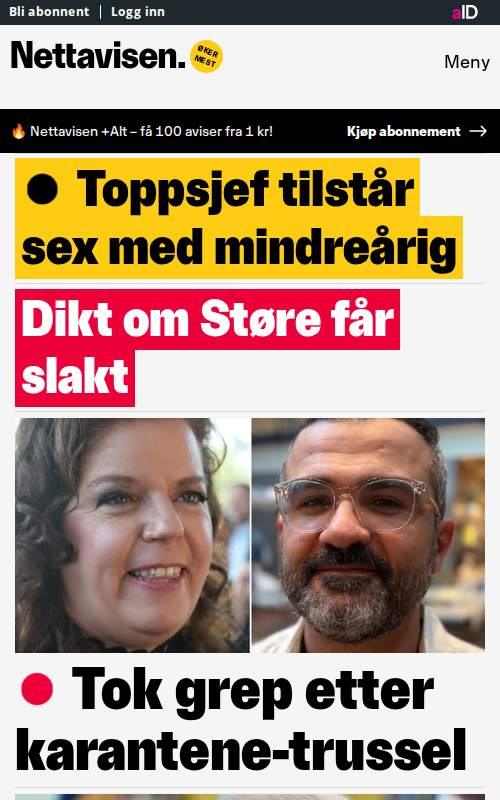 Bli abonnent | Logg inn
aID
Nettavisen.
ØKER
MEST
Meny
🔥 Nettavisen +Alt – få 100 aviser fra 1 kr!
Kjøp abonnement →
Toppsjef tilstår
sex med mindreårig
Dikt om Støre får
slakt
Tok grep etter
karantene-trussel